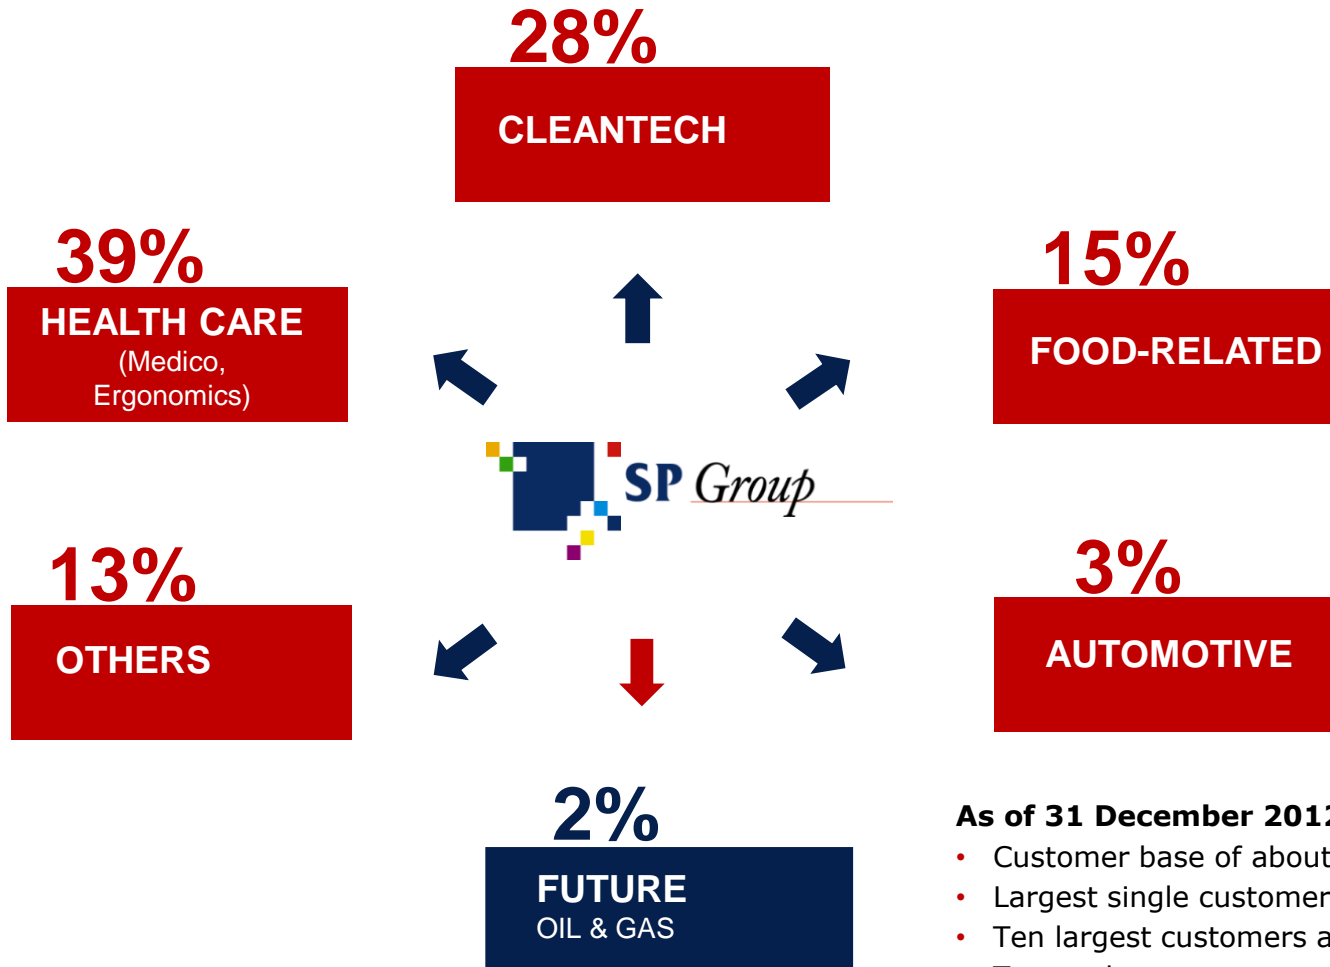 28%
CLEANTECH
39%
HEALTH CARE
(Medico,
Ergonomics)
15%
FOOD-RELATED
SP Group
13%
OTHERS
3%
AUTOMOTIVE
2%
FUTURE
OIL & GAS
As of 31 December 2012
• Customer base of about
• Largest single customer
• Ten largest customers a